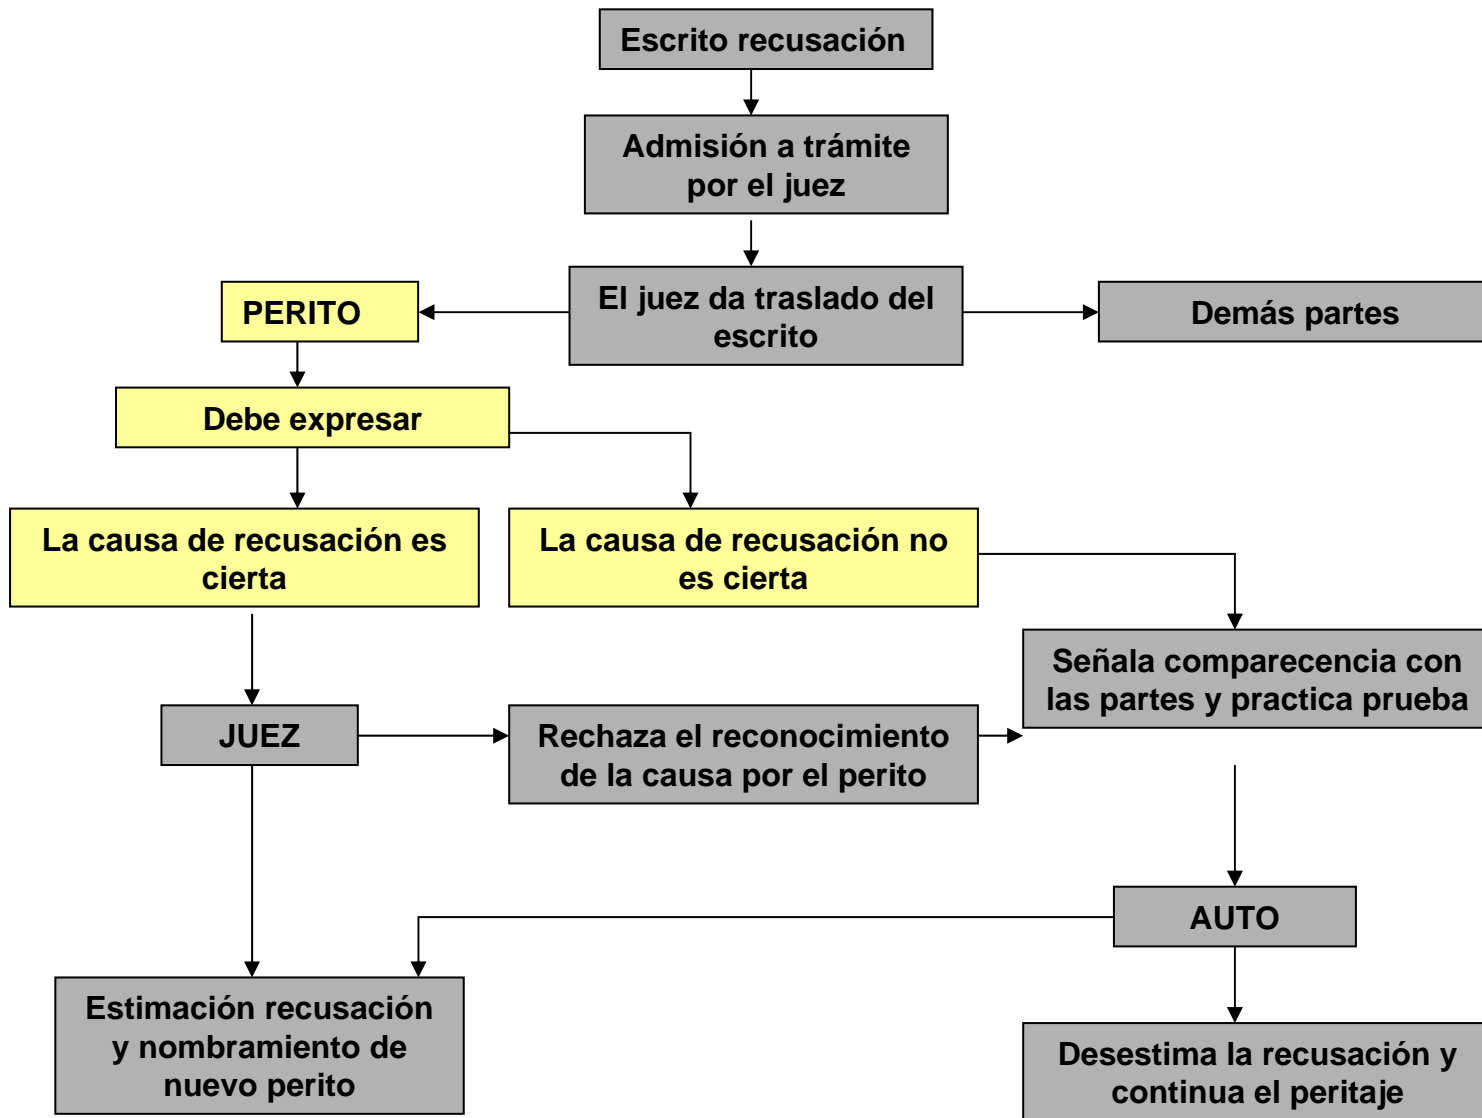 Escrito recusación
Admisión a trámite
por el juez
PERITO
El juez da traslado del
escrito
Demás partes
Debe expresar
La causa de recusación es
cierta
La causa de recusación no
es cierta
Señala comparecencia con
las partes y practica prueba
JUEZ
Rechaza el reconocimiento
de la causa por el perito
AUTO
Estimación recusación
y nombramiento de
nuevo perito
Desestima la recusación y
continua el peritaje